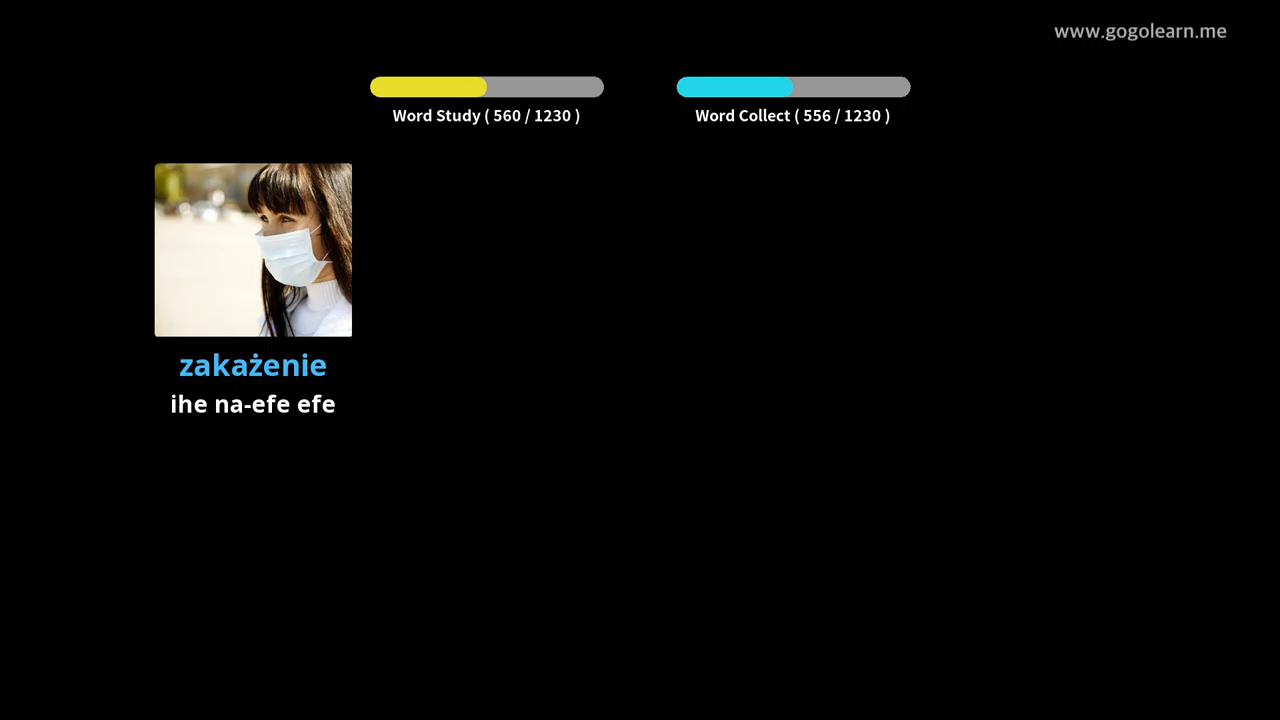 www.gogolearn.me
Word Study ( 560 / 1230 )
Word Collect ( 556 / 1230 )
zakażenie
ihe na-efe efe